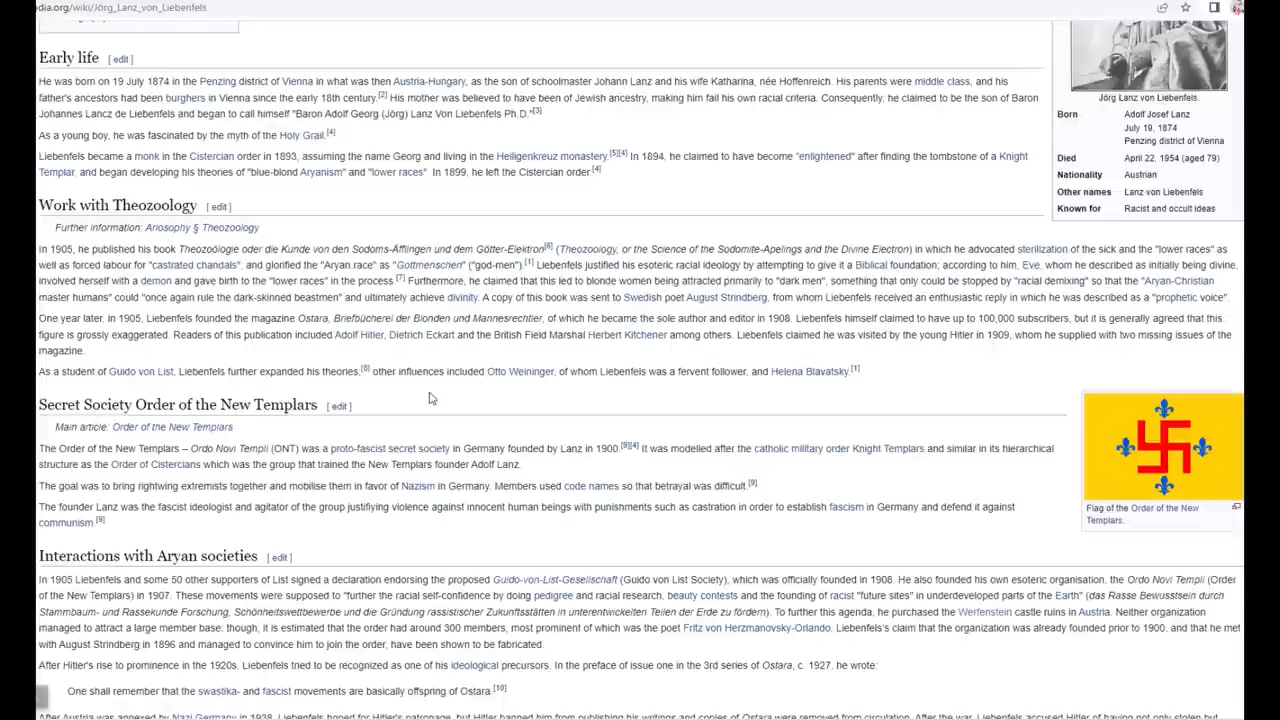 edia.org/wiki/Jörg_Lanz_von_Liebenfels
Early life [ edit ]
He was born on 19 July 1874 in the Penzing district of Vienna in what was then Austria-Hungary, as the son of schoolmaster Johann Lanz and his wife Katharina, née Hoffenreich. His parents were middle class, and his
father's ancestors had been burghers in Vienna since the early 18th century.[2] His mother was believed to have been of Jewish ancestry, making him fail his own racial criteria. Consequently, he claimed to be the son of Baron
Johannes Lancz de Liebenfels and began to call himself "Baron Adolf Georg (Jörg) Lanz Von Liebenfels Ph.D."[3]
As a young boy, he was fascinated by the myth of the Holy Grail.[4]
Liebenfels became a monk in the Cistercian order in 1893, assuming the name Georg and living in the Heiligenkreuz monastery.[5][4] In 1894, he claimed to have become "enlightened" after finding the tombstone of a Knight
Templar, and began developing his theories of "blue-blond Aryanism" and "lower races" In 1899, he left the Cistercian order.[4]
Jörg Lanz von Liebenfels.
Born Adolf Josef Lanz
July 19, 1874
Penzing district of Vienna
Died April 22, 1954 (aged 79)
Nationality Austrian
Other names Lanz von Liebenfels
Known for Racist and occult ideas
Work with Theozoology [ edit ]
Further information: Ariosophy § Theozoology
In 1905, he published his book Theozoölogie oder die Kunde von den Sodoms-Äfflingen und dem Götter-Elektron[6] (Theozoology, or the Science of the Sodomite-Apelings and the Divine Electron) in which he advocated sterilization of the sick and the "lower races" as
well as forced labour for "castrated chandals", and glorified the "Aryan race" as "Gottmenschen" ("god-men").[1] Liebenfels justified his esoteric racial ideology by attempting to give it a Biblical foundation; according to him, Eve, whom he described as initially being divine,
involved herself with a demon and gave birth to the "lower races" in the process.[7] Furthermore, he claimed that this led to blonde women being attracted primarily to "dark men", something that only could be stopped by "racial demixing" so that the "Aryan-Christian
master humans" could "once again rule the dark-skinned beastmen" and ultimately achieve divinity. A copy of this book was sent to Swedish poet August Strindberg, from whom Liebenfels received an enthusiastic reply in which he was described as a "prophetic voice".
One year later, in 1905, Liebenfels founded the magazine Ostara, Briefbücherei der Blonden und Mannesrechtler, of which he became the sole author and editor in 1908. Liebenfels himself claimed to have up to 100,000 subscribers, but it is generally agreed that this
figure is grossly exaggerated. Readers of this publication included Adolf Hitler, Dietrich Eckart and the British Field Marshal Herbert Kitchener among others. Liebenfels claimed he was visited by the young Hitler in 1909, whom he supplied with two missing issues of the
magazine.
As a student of Guido von List, Liebenfels further expanded his theories;[8] other influences included Otto Weininger, of whom Liebenfels was a fervent follower, and Helena Blavatsky.[1]
Secret Society Order of the New Templars [ edit ]
Main article: Order of the New Templars
The Order of the New Templars – Ordo Novi Templi (ONT) was a proto-fascist secret society in Germany founded by Lanz in 1900.[9][4] It was modelled after the catholic military order Knight Templars and similar in its hierarchical
structure as the Order of Cistercians which was the group that trained the New Templars founder Adolf Lanz.
The goal was to bring rightwing extremists together and mobilise them in favor of Nazism in Germany. Members used code names so that betrayal was difficult.[9]
The founder Lanz was the fascist ideologist and agitator of the group justifiying violence against innocent human beings with punishments such as castration in order to establish fascism in Germany and defend it against
communism.[9]
Flag of the Order of the New
Templars.
Interactions with Aryan societies [ edit ]
In 1905 Liebenfels and some 50 other supporters of List signed a declaration endorsing the proposed Guido-von-List-Gesellschaft (Guido von List Society), which was officially founded in 1908. He also founded his own esoteric organisation, the Ordo Novi Templi (Order
of the New Templars) in 1907. These movements were supposed to "further the racial self-confidence by doing pedigree and racial research, beauty contests and the founding of racist "future sites" in underdeveloped parts of the Earth" (das Rasse Bewusstsein durch
Stammbaum- und Rassekunde Forschung, Schönheitswettbewerbe und die Gründung rassistischer Zukunftsstätten in unterentwickelten Teilen der Erde zu fördern). To further this agenda, he purchased the Werfenstein castle ruins in Austria. Neither organization
managed to attract a large member base; though, it is estimated that the order had around 300 members, most prominent of which was the poet Fritz von Herzmanovsky-Orlando. Liebenfels's claim that the organization was already founded prior to 1900, and that he met
with August Strindberg in 1896 and managed to convince him to join the order, have been shown to be fabricated.
After Hitler's rise to prominence in the 1920s, Liebenfels tried to be recognized as one of his ideological precursors. In the preface of issue one in the 3rd series of Ostara, c. 1927, he wrote:
One shall remember that the swastika- and fascist movements are basically offspring of Ostara.[10]
After Austria was annexed by Nazi Germany in 1938, Liebenfels hoped for Hitler's patronage, but Hitler banned him from publishing his writings and copies of Ostara were removed from circulation. After the war, Liebenfels accused Hitler of having not only stolen but